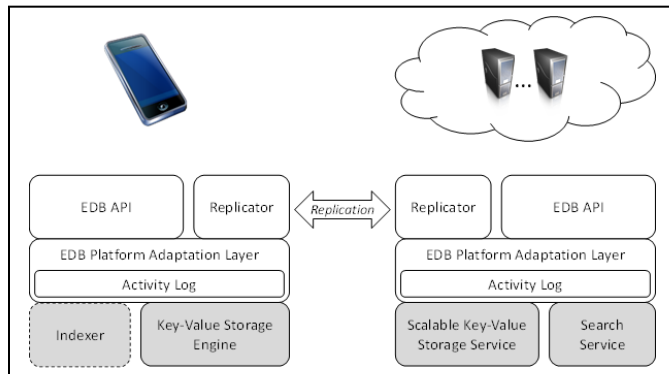 ...
EDB API
Replicator
Replication
Replicator
EDB API
EDB Platform Adaptation Layer
Activity Log
EDB Platform Adaptation Layer
Activity Log
Indexer
Key-Value Storage
Engine
Scalable Key-Value
Storage Service
Search
Service